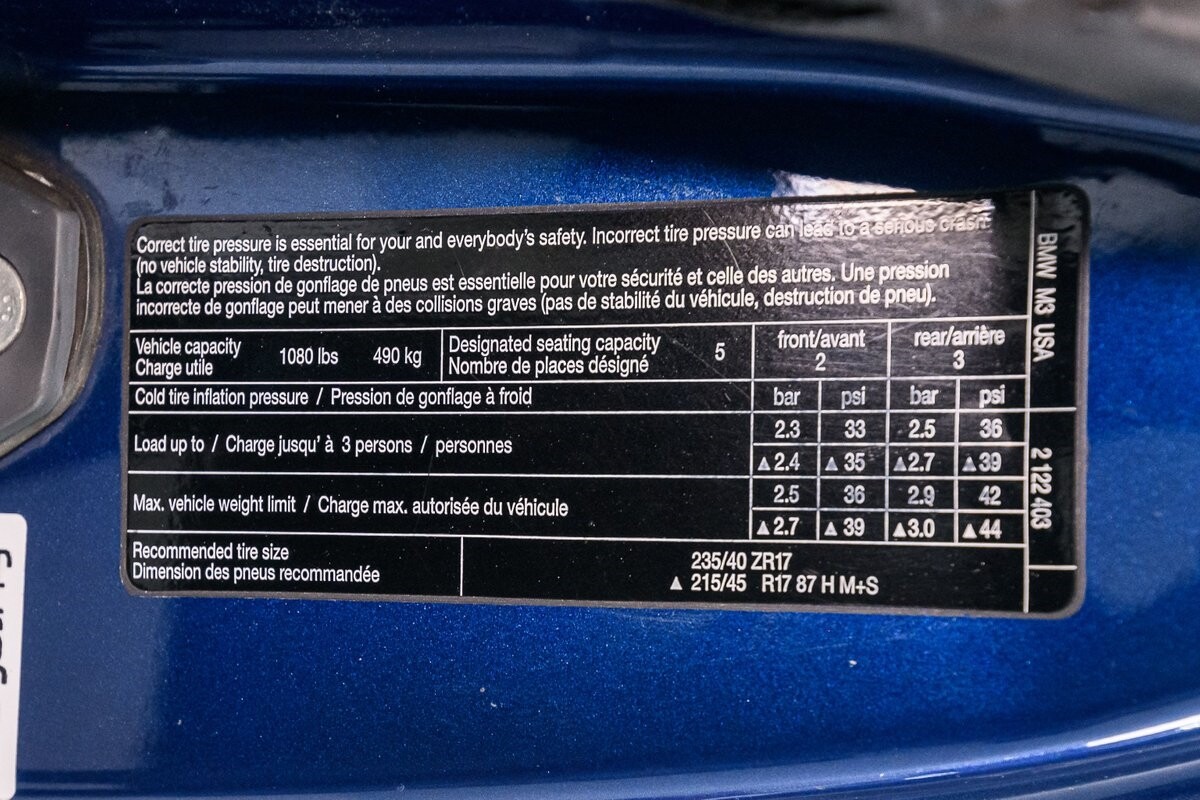 Correct tire pressure is essential for your and everybody's safety. Incorrect tire pressure can lead to a serious crash
(no vehicle stability, tire destruction).
La correcte pression de gonflage de pneus est essentielle pour votre sécurité et celle des autres. Une pression
incorrecte de gonflage peut mener à des collisions graves (pas de stabilité du véhicule, destruction de pneu).
Vehicle capacity
Charge utile
1080 lbs 490 kg
Designated seating capacity
Nombre de places désigné
5
front/avant
2
rear/arrière
3
Cold tire inflation pressure / Pression de gonflage à froid
bar psi bar psi
Load up to / Charge jusqu' à 3 persons / personnes
2.3 33 2.5 36
▲2.4 ▲35 ▲2.7 ▲39
Max. vehicle weight limit / Charge max. autorisée du véhicule
2.5 36 2.9 42
▲2.7 ▲39 ▲3.0 ▲44
Recommended tire size
Dimension des pneus recommandée
235/40 ZR17
▲ 215/45 R17 87 H M+S
BMW M3 USA
2 122 403